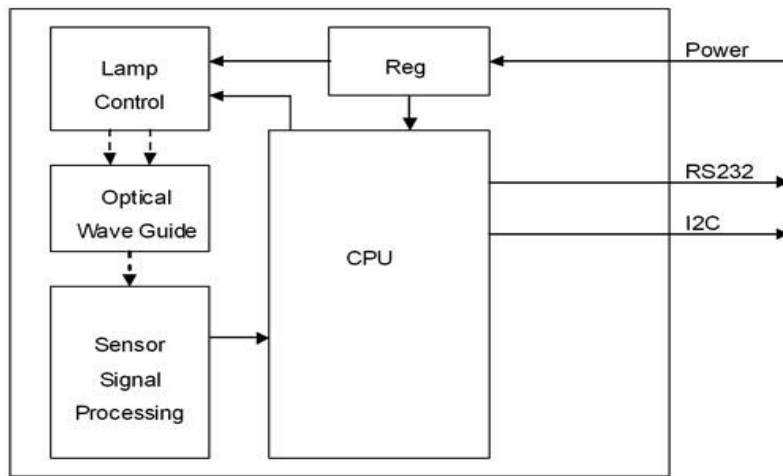 Lamp
Control
Reg
Power
Optical
Wave Guide
CPU
RS232
I2C
Sensor
Signal
Processing